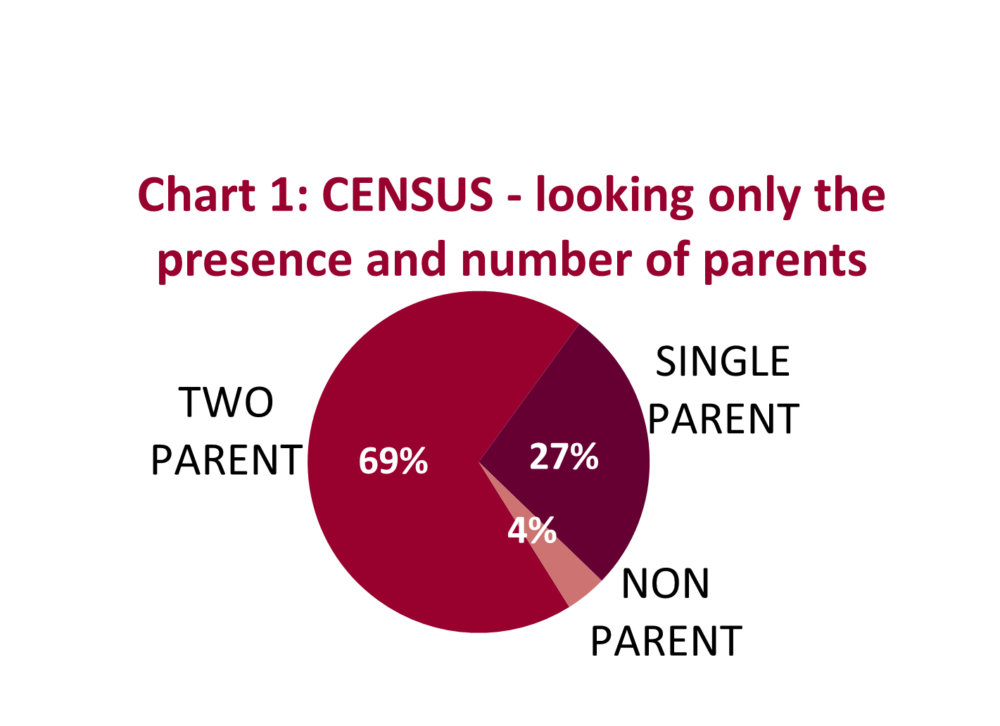 Chart 1: CENSUS - looking only the
presence and number of parents
TWO
PARENT
69%
SINGLE
PARENT
27%
4%
NON
PARENT